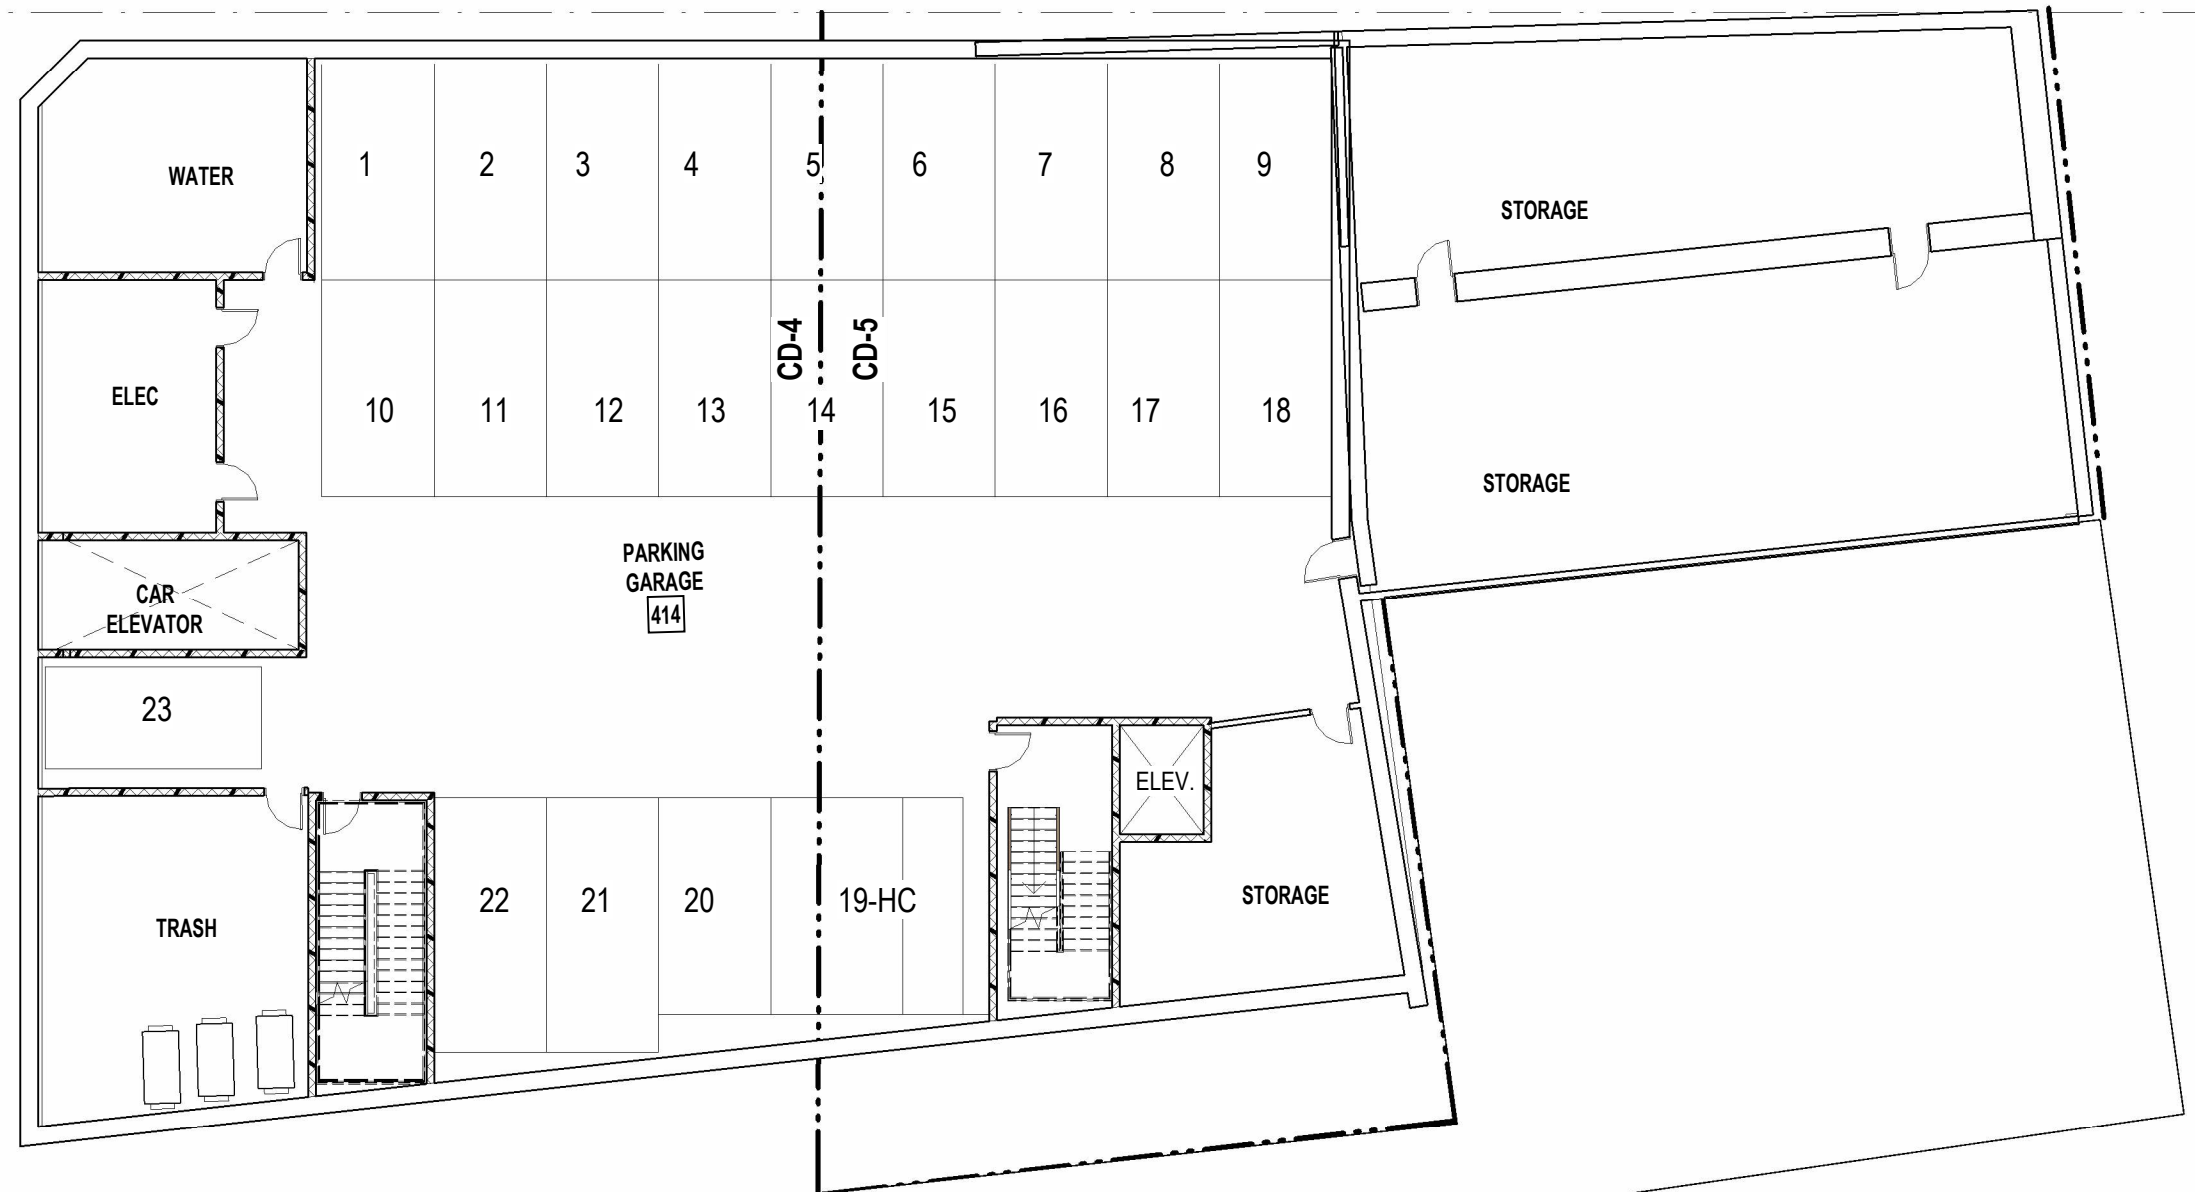 WATER
1
2
3
4
5
6
7
8
9
STORAGE
CD-4
CD-5
ELEC
10
11
12
13
14
15
16
17
18
STORAGE
PARKING
GARAGE
414
CAR
ELEVATOR
23
ELEV.
22
21
20
19-HC
STORAGE
TRASH